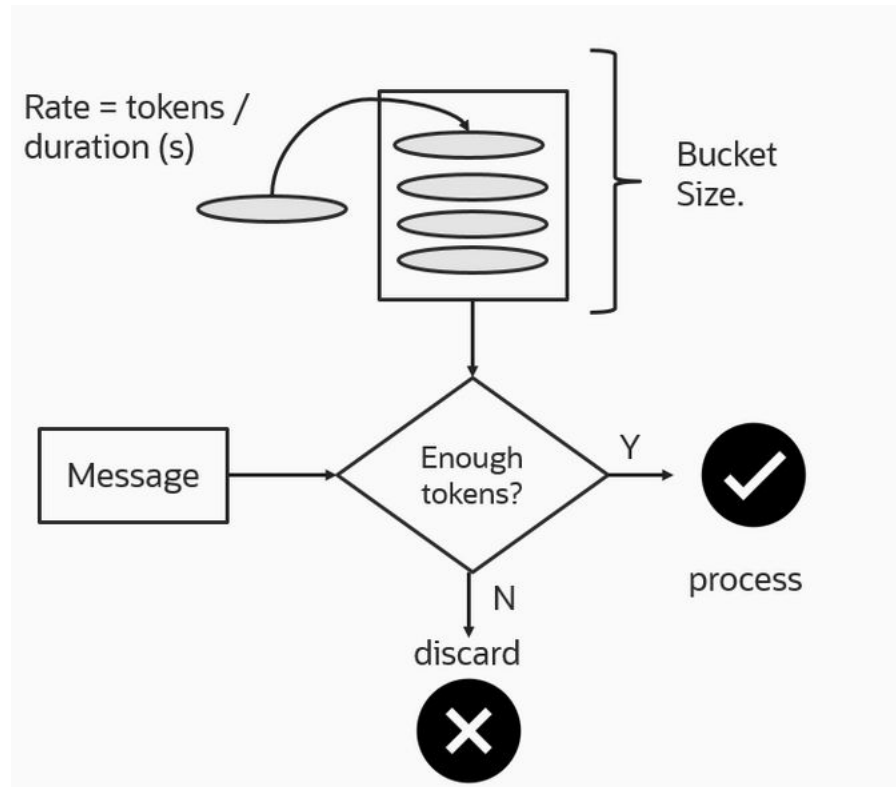 Rate = tokens /
duration (s)
Bucket
Size.
Message
Enough
tokens?
Y
process
N
discard